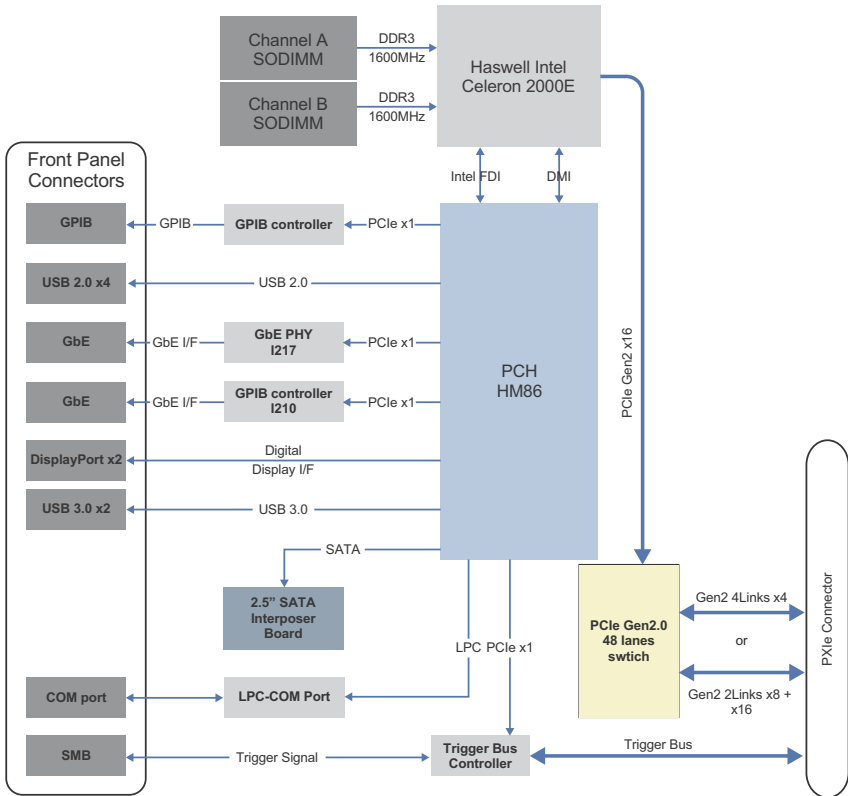 Channel A
SODIMM
DDR3
1600MHz
Haswell Intel
Celeron 2000E
Channel B
SODIMM
DDR3
1600MHz
Front Panel
Connectors
Intel FDI
DMI
GPIB
GPIB
GPIB controller
PCIe x1
USB 2.0 x4
USB 2.0
GbE
GbE I/F
GbE PHY
I217
PCIe x1
PCH
HM86
PCIe Gen2 x16
GbE
GbE I/F
GPIB controller
I210
PCIe x1
DisplayPort x2
Digital
Display I/F
USB 3.0 x2
USB 3.0
SATA
2.5” SATA
Interposer
Board
PCIe Gen2.0
48 lanes
swtich
Gen2 4Links x4
or
Gen2 2Links x8 +
x16
PXIe Connector
LPC
PCIe x1
COM port
LPC-COM Port
SMB
Trigger Signal
Trigger Bus
Controller
Trigger Bus